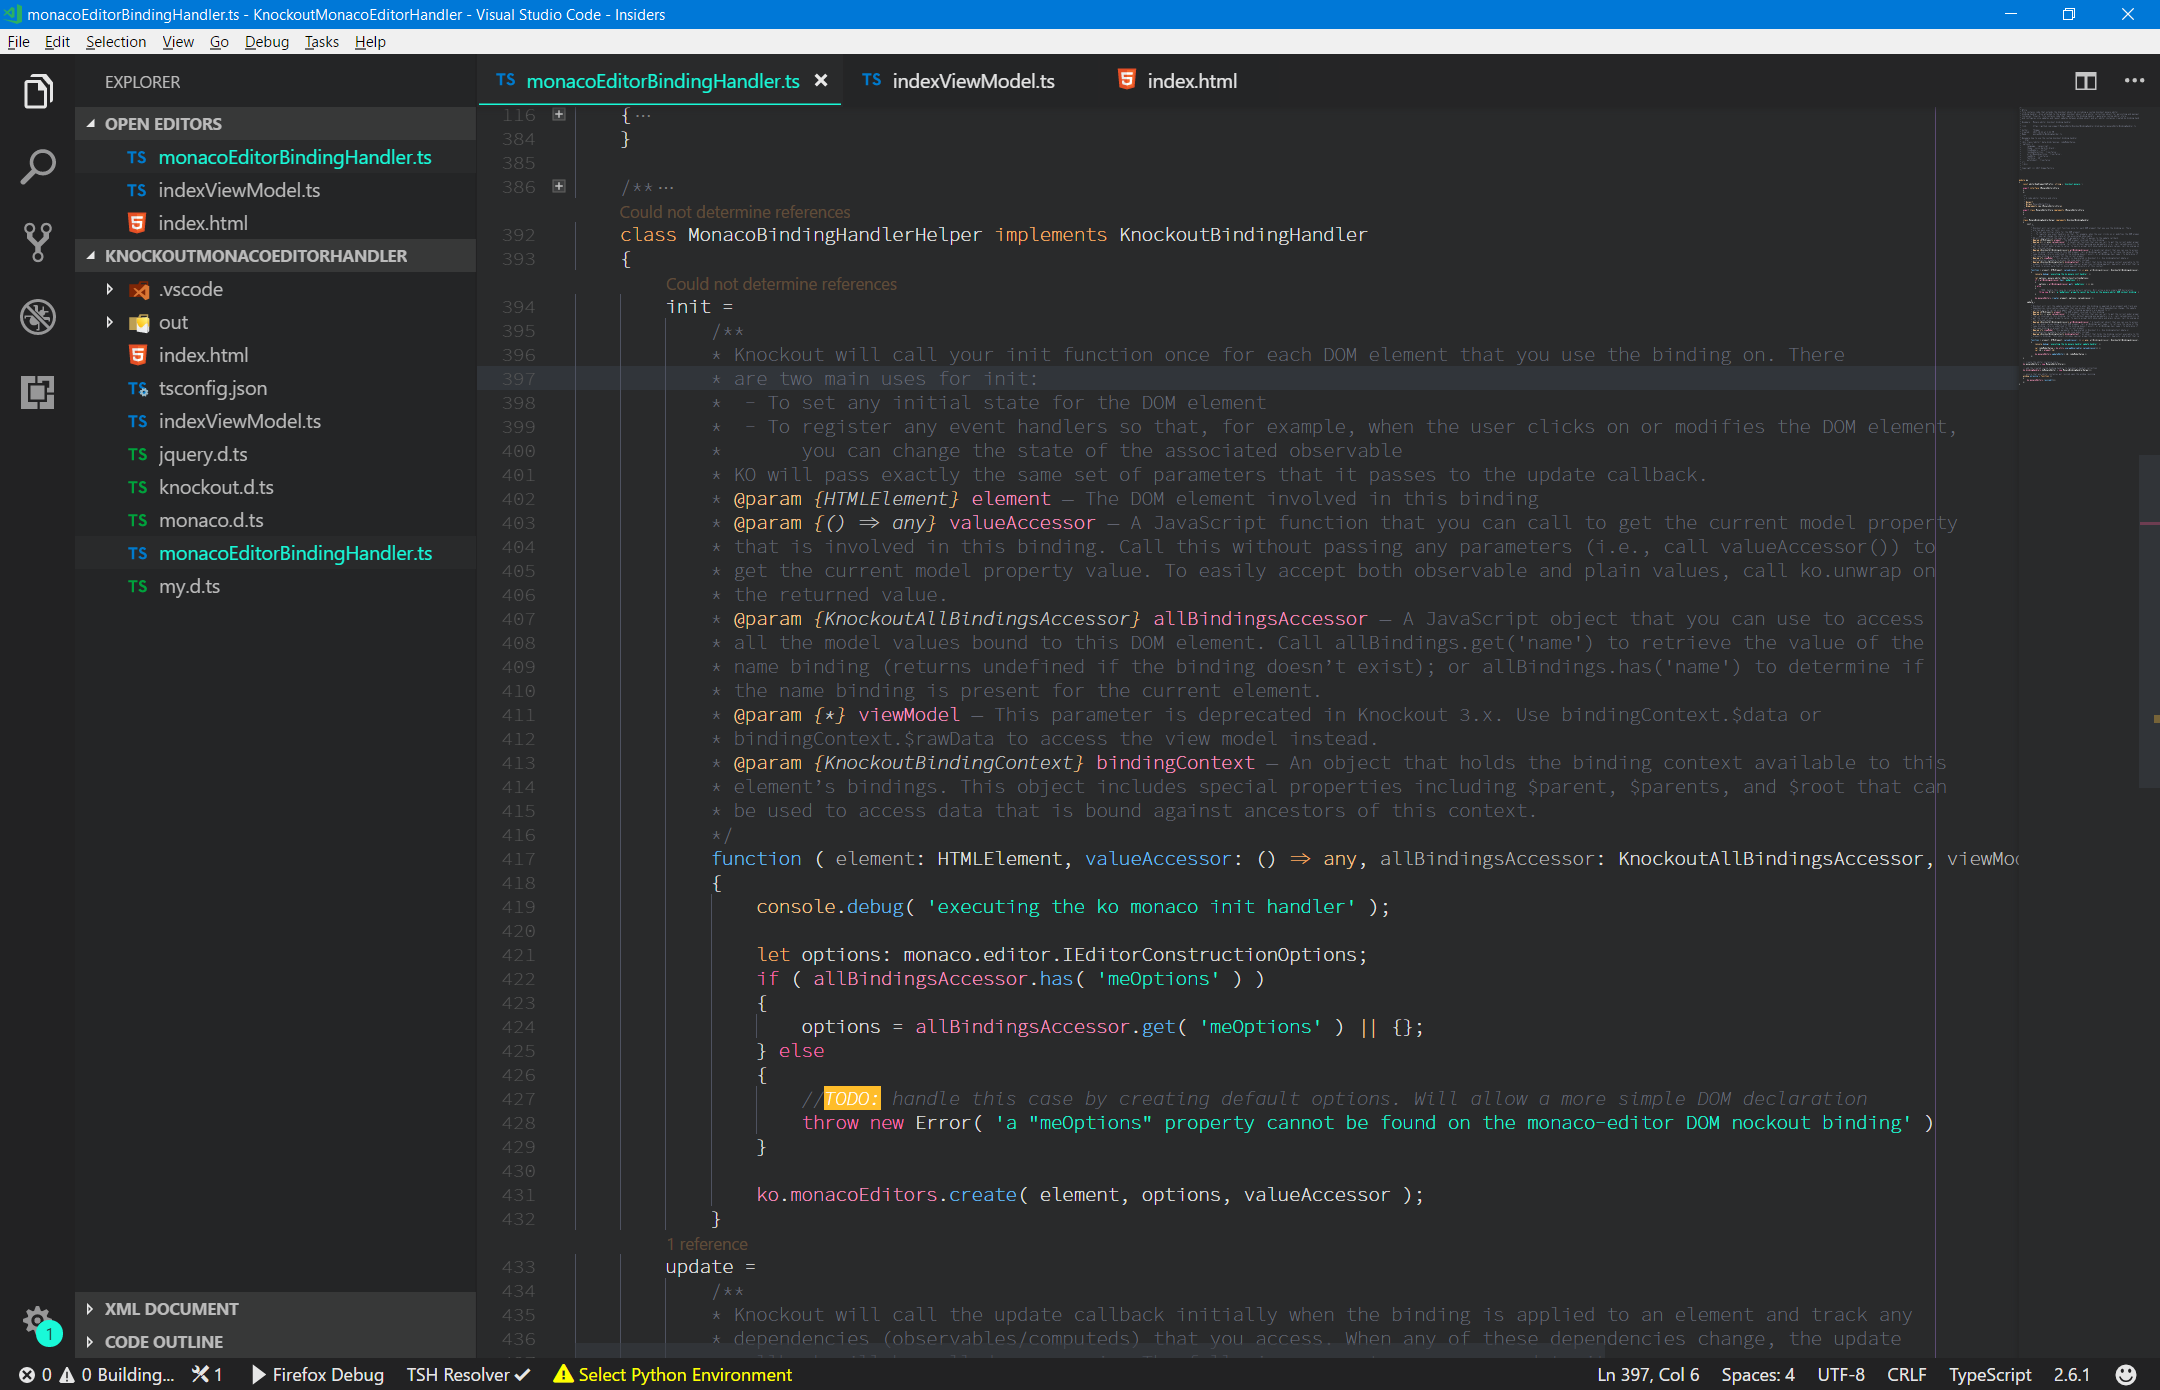 monacoEditorBindingHandler.ts - KnockoutMonacoEditorHandler - Visual Studio Code - Insiders
File Edit Selection View Go Debug Tasks Help
EXPLORER
OPEN EDITORS
TS monacoEditorBindingHandler.ts
TS indexViewModel.ts
index.html
KNOCKOUTMONACOEDITORHANDLER
.vscode
out
index.html
TS tsconfig.json
TS indexViewModel.ts
TS jquery.d.ts
TS knockout.d.ts
TS monaco.d.ts
TS monacoEditorBindingHandler.ts
TS my.d.ts
XML DOCUMENT
CODE OUTLINE
1
TS monacoEditorBindingHandler.ts × TS indexViewModel.ts index.html
116 { ...
384 }
385
386 /** ...
Could not determine references
392 class MonacoBindingHandlerHelper implements KnockoutBindingHandler
393 {
Could not determine references
394 init =
395 /**
396 * Knockout will call your init function once for each DOM element that you use the binding on. There
397 * are two main uses for init:
398 * - To set any initial state for the DOM element
399 * - To register any event handlers so that, for example, when the user clicks on or modifies the DOM element,
400 * you can change the state of the associated observable
401 * KO will pass exactly the same set of parameters that it passes to the update callback.
402 * @param {HTMLElement} element – The DOM element involved in this binding
403 * @param {() ⇒ any} valueAccessor – A JavaScript function that you can call to get the current model property
404 * that is involved in this binding. Call this without passing any parameters (i.e., call valueAccessor()) to
405 * get the current model property value. To easily accept both observable and plain values, call ko.unwrap on
406 * the returned value.
407 * @param {KnockoutAllBindingsAccessor} allBindingsAccessor – A JavaScript object that you can use to access
408 * all the model values bound to this DOM element. Call allBindings.get('name') to retrieve the value of the
409 * name binding (returns undefined if the binding doesn’t exist); or allBindings.has('name') to determine if
410 * the name binding is present for the current element.
411 * @param {*} viewModel – This parameter is deprecated in Knockout 3.x. Use bindingContext.$data or
412 * bindingContext.$rawData to access the view model instead.
413 * @param {KnockoutBindingContext} bindingContext – An object that holds the binding context available to this
414 * element’s bindings. This object includes special properties including $parent, $parents, and $root that can
415 * be used to access data that is bound against ancestors of this context.
416 */
417 function ( element: HTMLElement, valueAccessor: () ⇒ any, allBindingsAccessor: KnockoutAllBindingsAccessor, viewMo
418 {
419 console.debug( 'executing the ko monaco init handler' );
420
421 let options: monaco.editor.IEditorConstructionOptions;
422 if ( allBindingsAccessor.has( 'meOptions' ) )
423 {
424 options = allBindingsAccessor.get( 'meOptions' ) || {};
425 } else
426 {
427 //TODO: handle this case by creating default options. Will allow a more simple DOM declaration
428 throw new Error( 'a "meOptions" property cannot be found on the monaco-editor DOM nockout binding' )
429 }
430
431 ko.monacoEditors.create( element, options, valueAccessor );
432 }
1 reference
433 update =
434 /**
435 * Knockout will call the update callback initially when the binding is applied to an element and track any
436 * dependencies (observables/computeds) that you access. When any of these dependencies change, the update
0 0 Building... 1 Firefox Debug TSH Resolver Select Python Environment Ln 397, Col 6 Spaces: 4 UTF-8 CRLF TypeScript 2.6.1